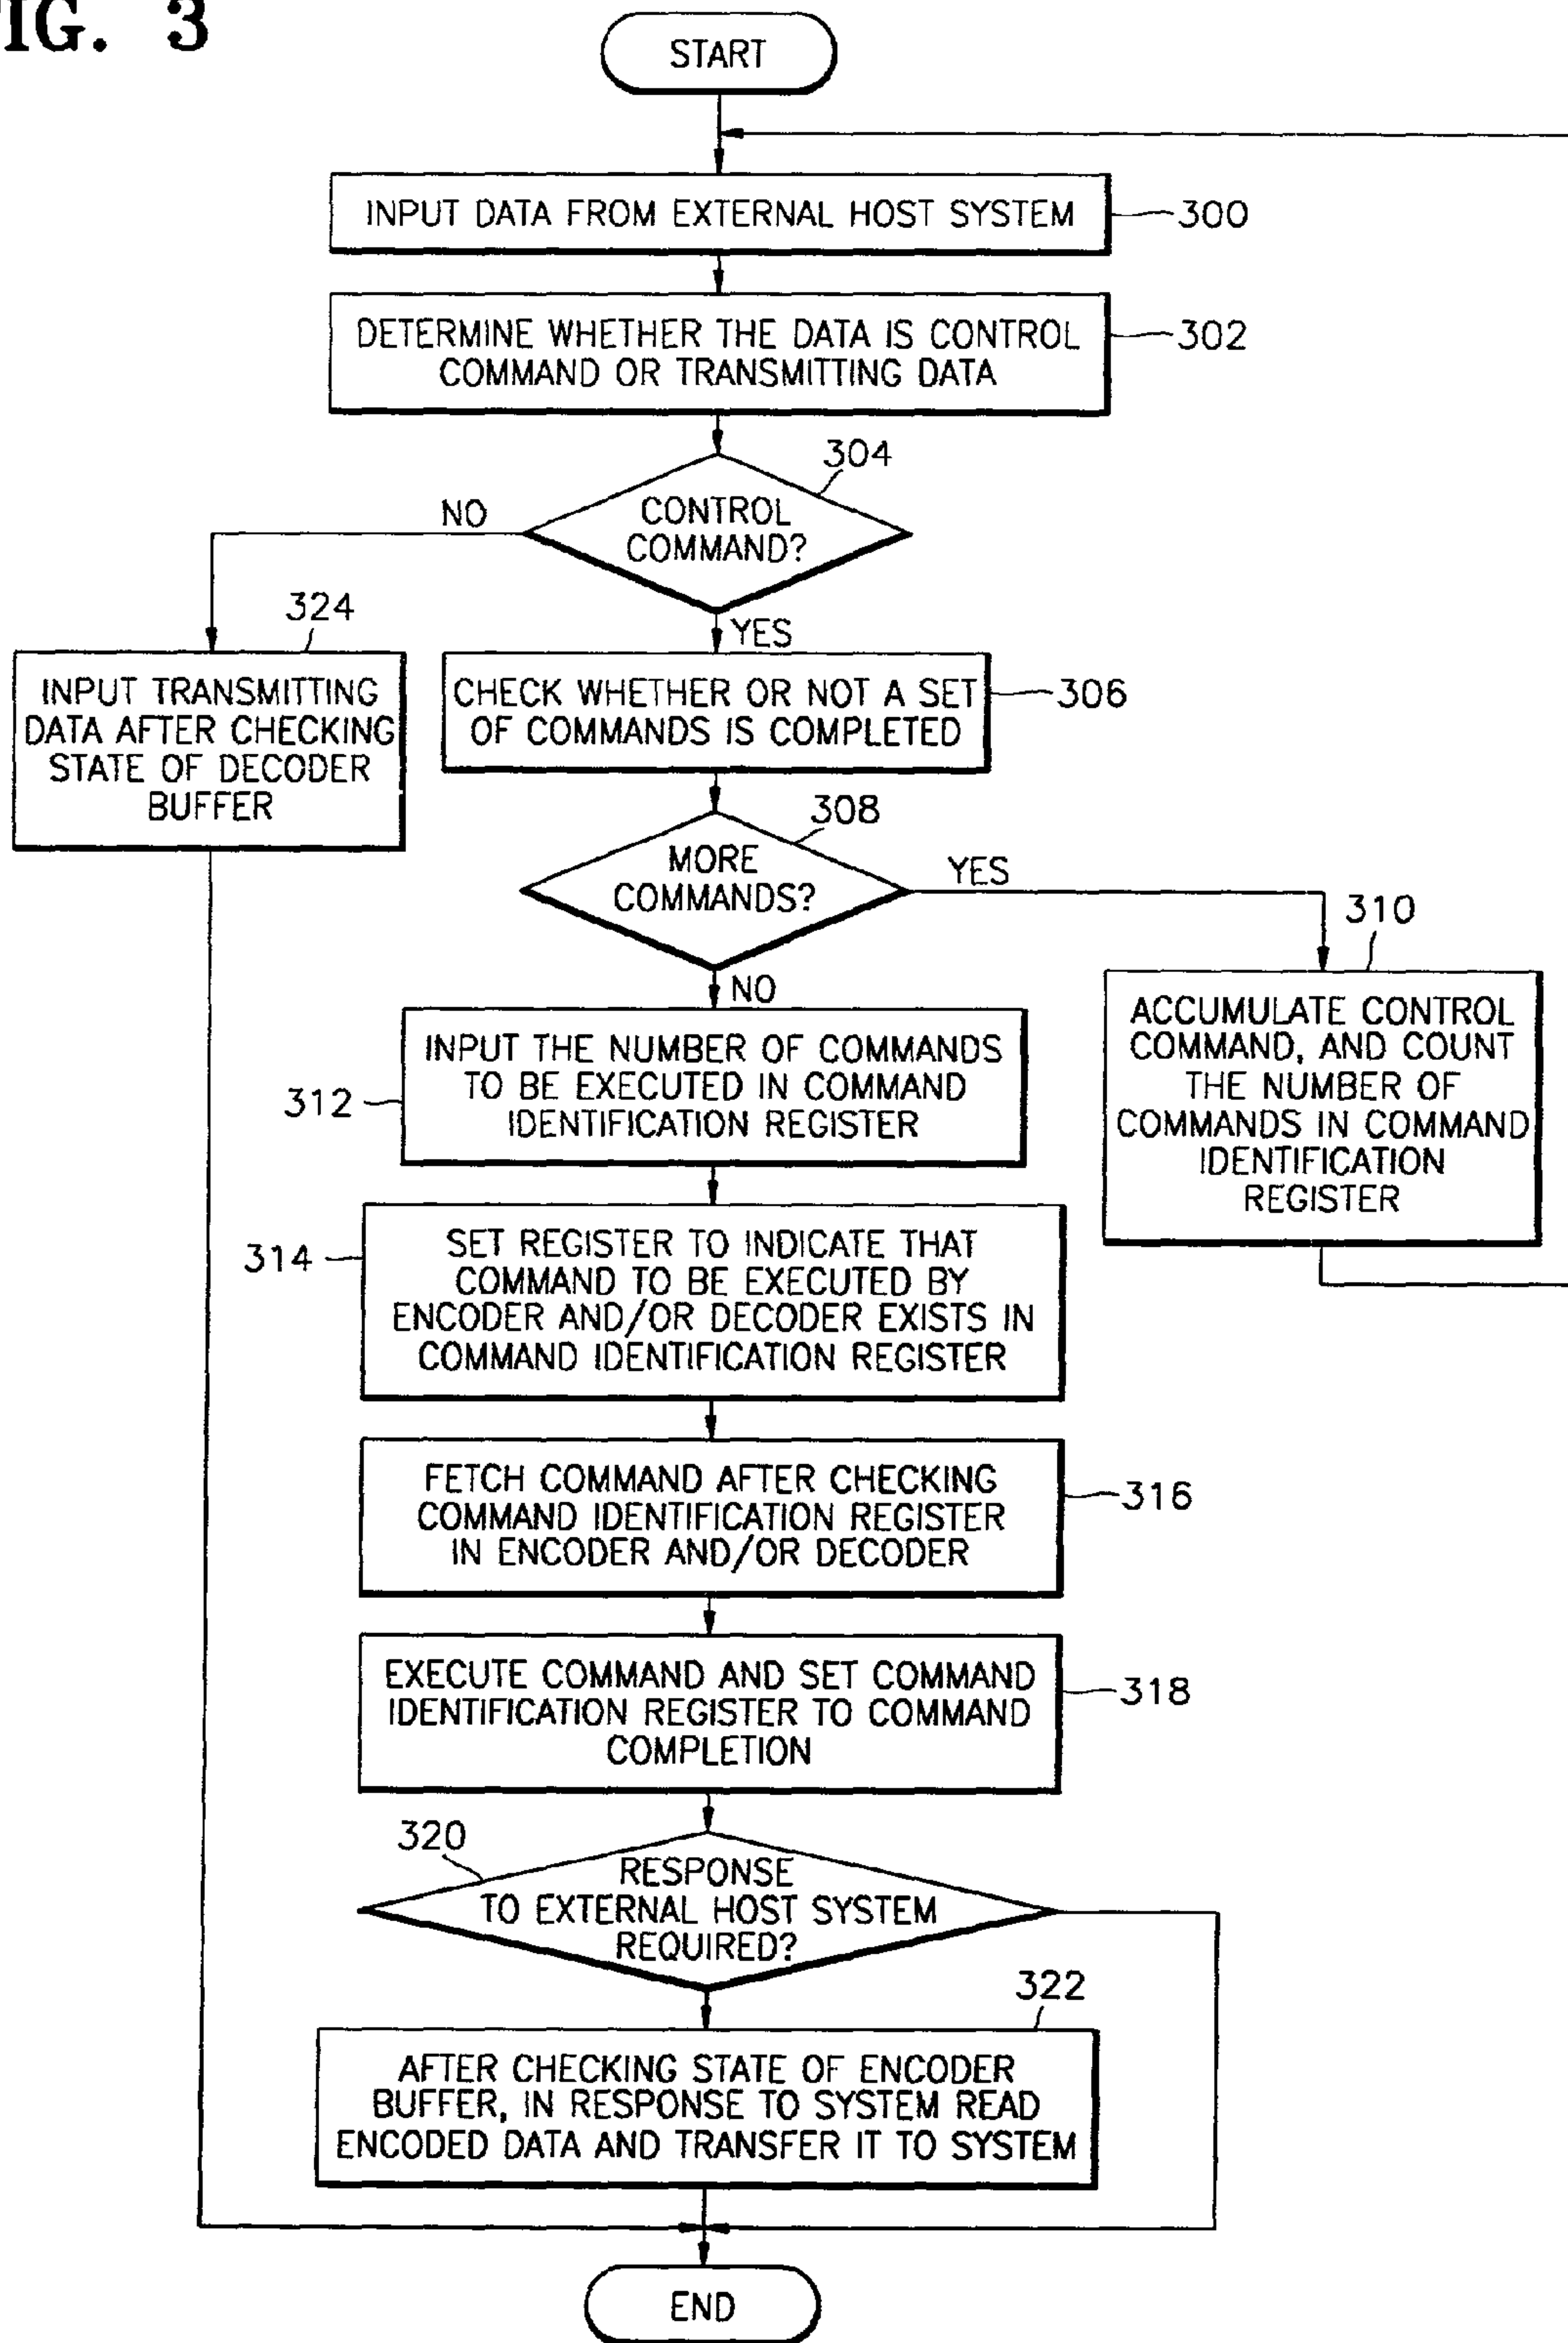 FIG. 3
START
INPUT DATA FROM EXTERNAL HOST SYSTEM
300
DETERMINE WHETHER THE DATA IS CONTROL
COMMAND OR TRANSMITTING DATA
302
304
CONTROL
COMMAND?
NO
YES
324
INPUT TRANSMITTING
DATA AFTER CHECKING
STATE OF DECODER
BUFFER
CHECK WHETHER OR NOT A SET
OF COMMANDS IS COMPLETED
306
308
MORE
COMMANDS?
YES
NO
310
ACCUMULATE CONTROL
COMMAND, AND COUNT
THE NUMBER OF
COMMANDS IN COMMAND
IDENTIFICATION
REGISTER
312
INPUT THE NUMBER OF COMMANDS
TO BE EXECUTED IN COMMAND
IDENTIFICATION REGISTER
314
SET REGISTER TO INDICATE THAT
COMMAND TO BE EXECUTED BY
ENCODER AND/OR DECODER EXISTS IN
COMMAND IDENTIFICATION REGISTER
FETCH COMMAND AFTER CHECKING
COMMAND IDENTIFICATION REGISTER
IN ENCODER AND/OR DECODER
316
EXECUTE COMMAND AND SET COMMAND
IDENTIFICATION REGISTER TO COMMAND
COMPLETION
318
320
RESPONSE
TO EXTERNAL HOST SYSTEM
REQUIRED?
322
AFTER CHECKING STATE OF ENCODER
BUFFER, IN RESPONSE TO SYSTEM READ
ENCODED DATA AND TRANSFER IT TO SYSTEM
END